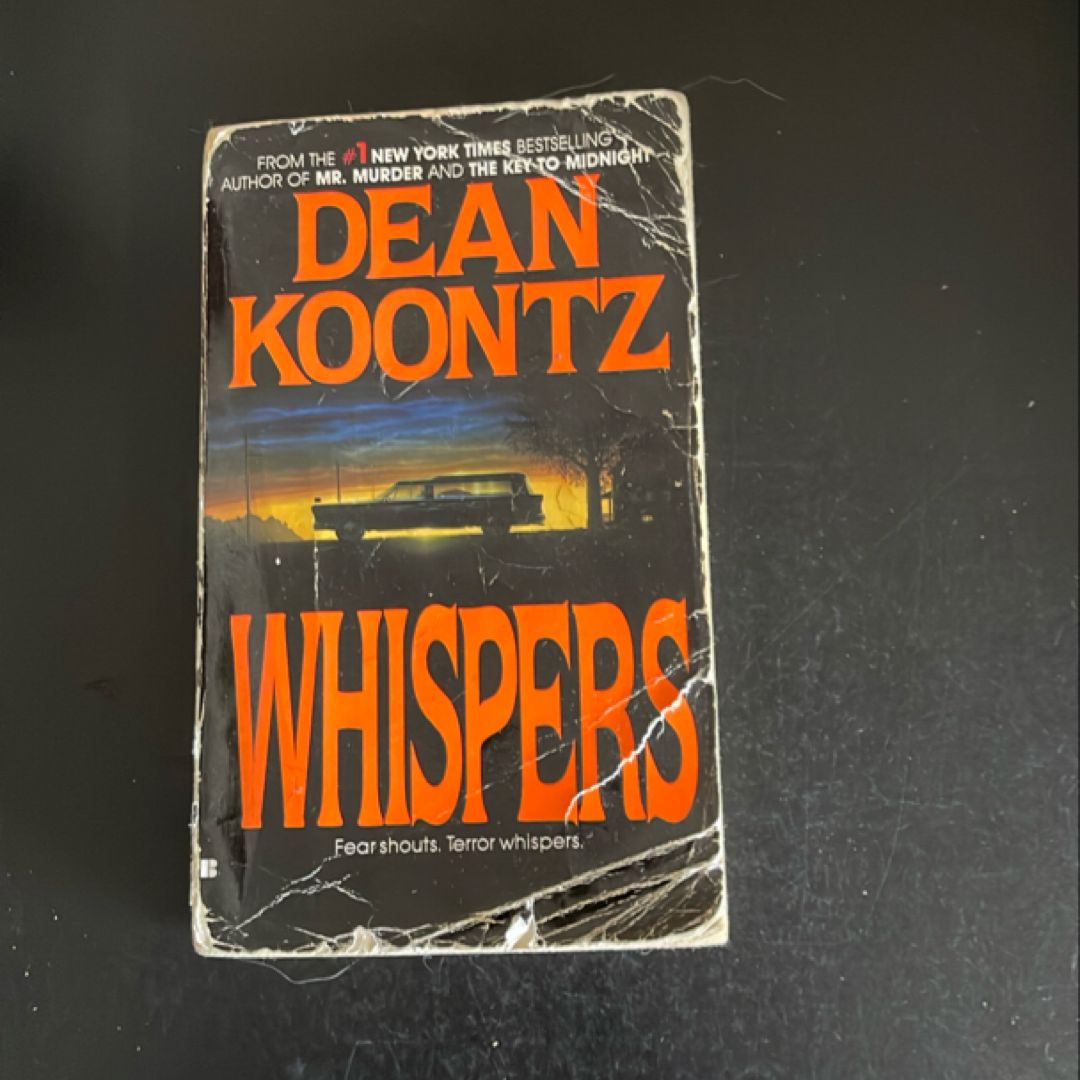 FROM THE #1 NEW YORK TIMES BESTSELLING
AUTHOR OF MR. MURDER AND THE KEY TO MIDNIGHT
DEAN
KOONTZ
WHISPERS
Fear shouts. Terror whispers.
B